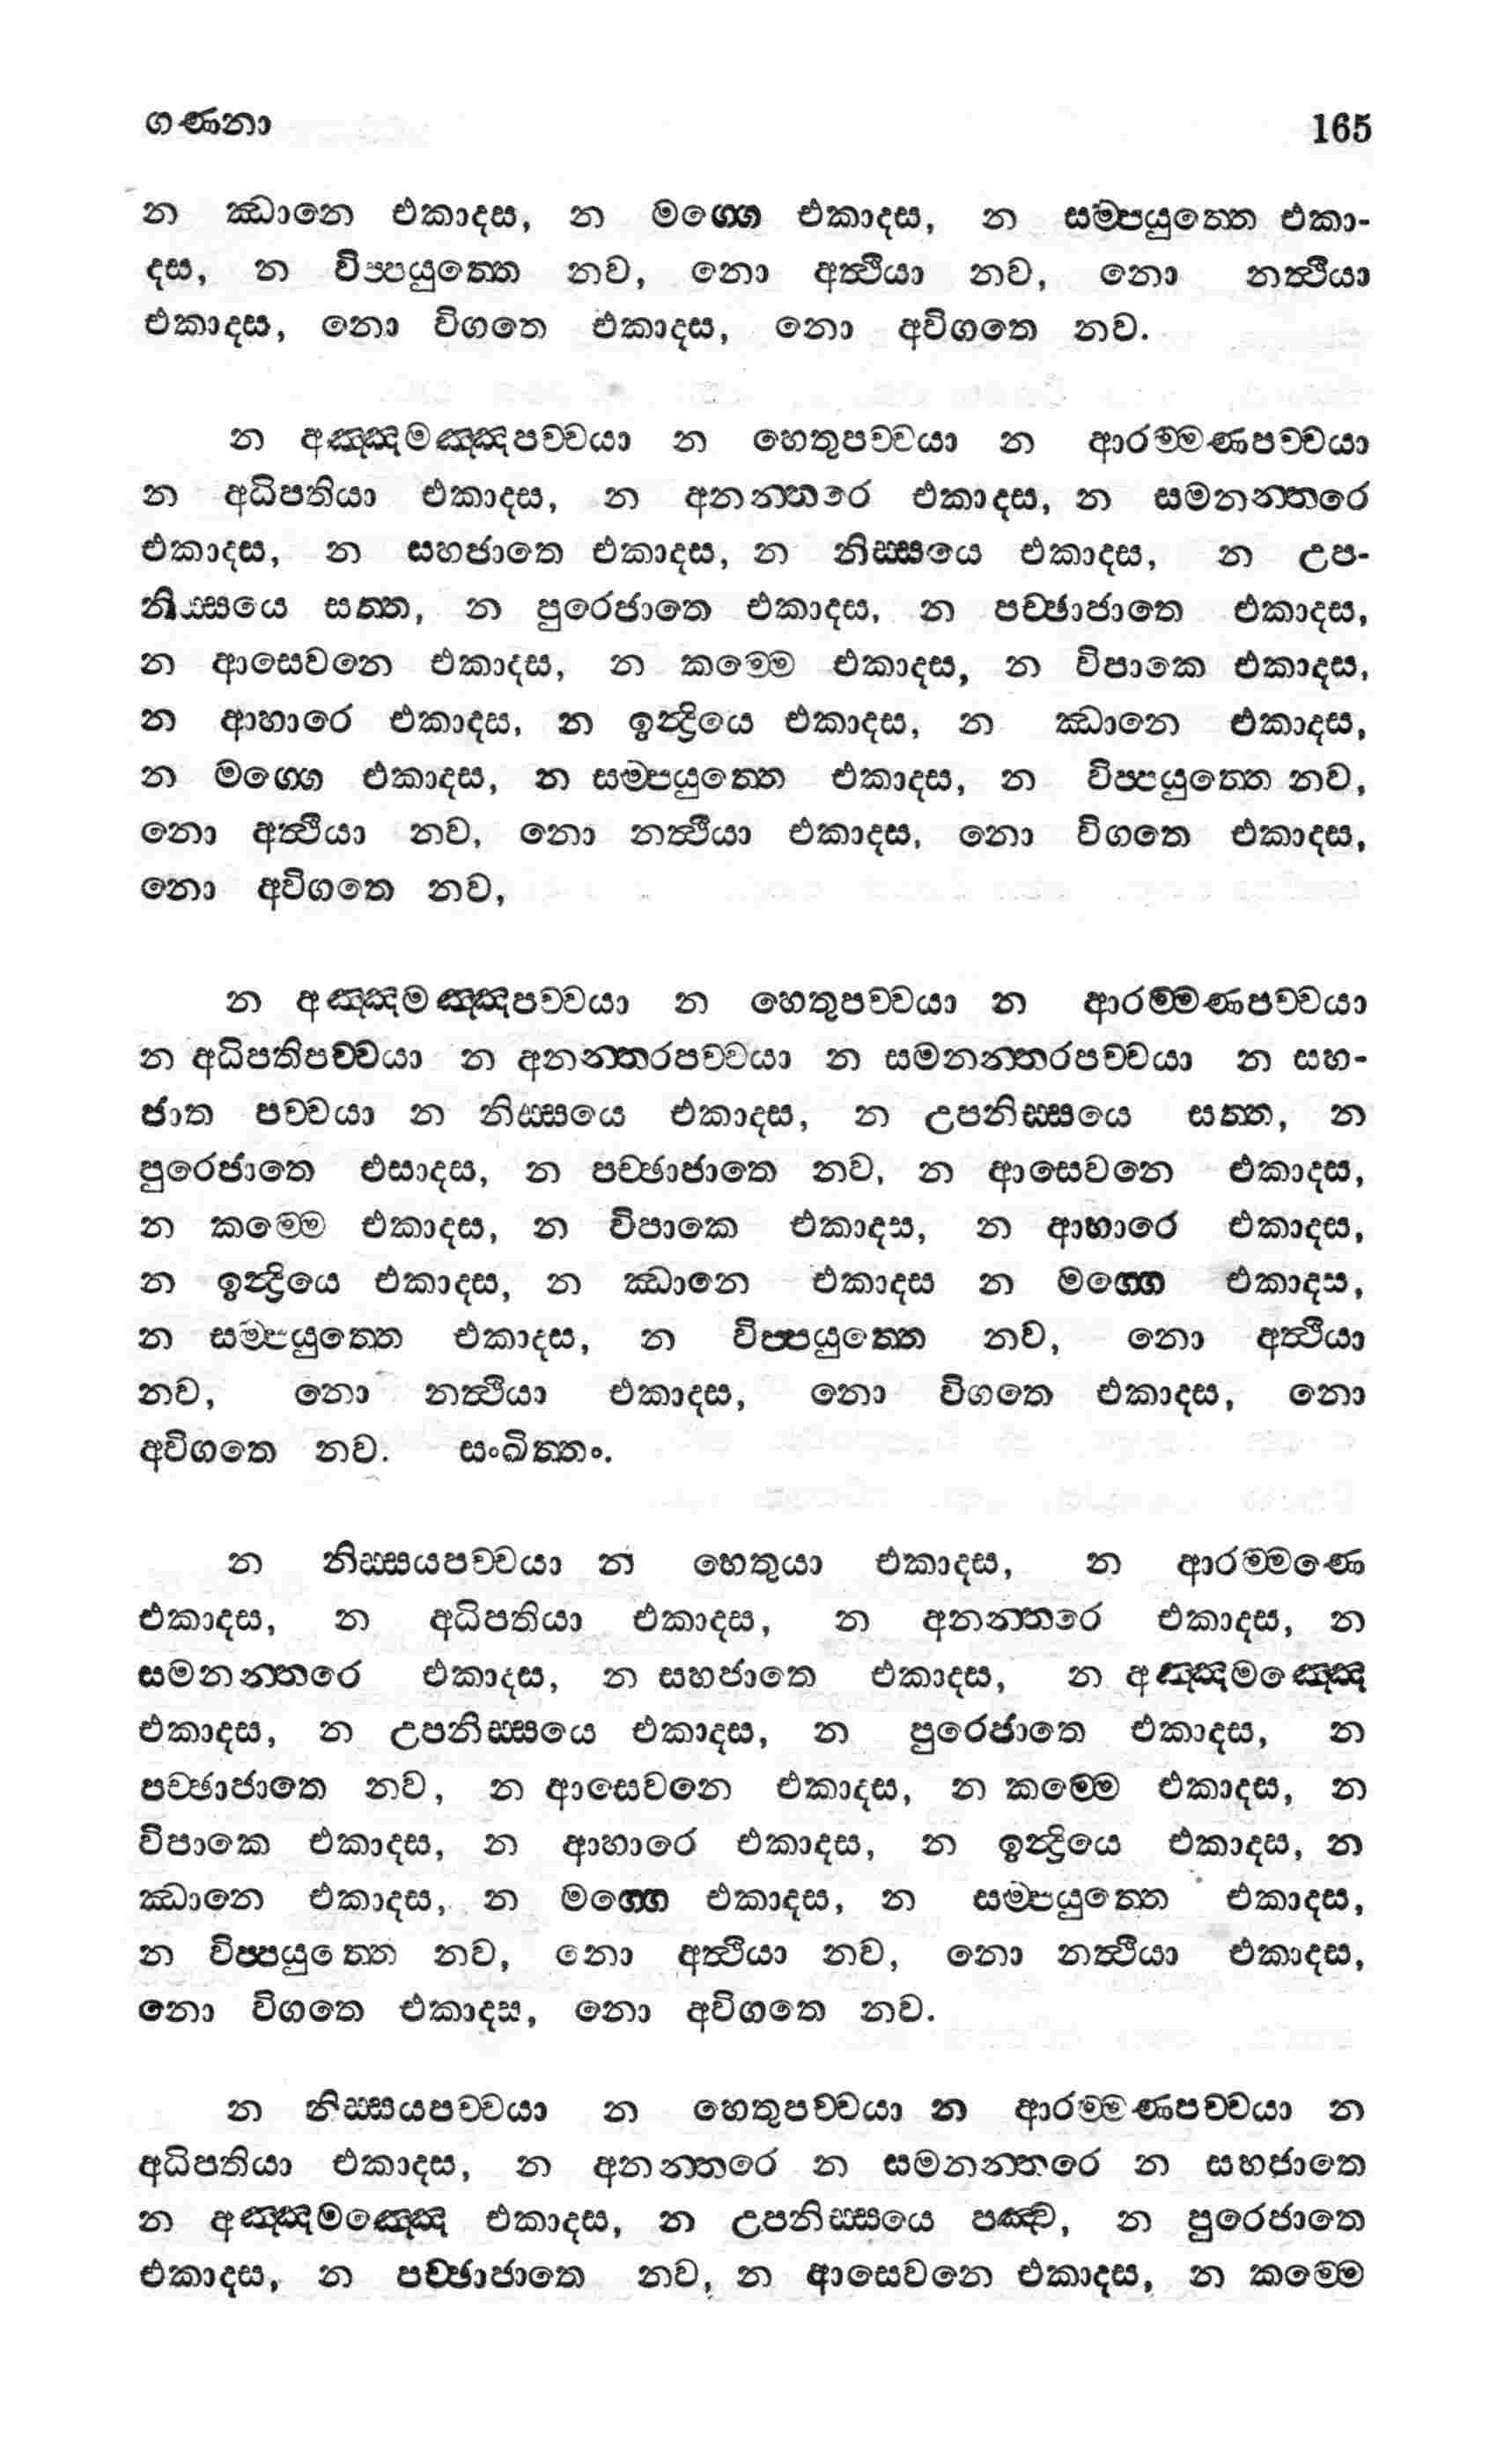 ගණනා 165
න ඣානෙ එකාදස, න මග්ගෙ එකාදස, න සම්පයුත්තෙ එකා-
දස, න විප්පයුත්තෙ නව, නො අත්ථියා නව, නො නත්ථියා
එකාදස, නො විගතෙ එකාදස, නො අවිගතෙ නව.
න අඤ්ඤමඤ්ඤපච්චයා න හෙතුපච්චයා න ආරම්මණපච්චයා
න අධිපතියා එකාදස, න අනන්තරෙ එකාදස, න සමනන්තරෙ
එකාදස, න සහජාතෙ එකාදස, න නිස්සයෙ එකාදස, න උප-
නිස්සයෙ සත්ත, න පුරෙජාතෙ එකාදස, න පච්ඡාජාතෙ එකාදස,
න ආසෙවනෙ එකාදස, න කම්මෙ එකාදස, න විපාකෙ එකාදස,
න ආහාරෙ එකාදස, න ඉන්ද්‍රියෙ එකාදස, න ඣානෙ එකාදස,
න මග්ගෙ එකාදස, න සම්පයුත්තෙ එකාදස, න විප්පයුත්තෙ නව,
නො අත්ථියා නව, නො නත්ථියා එකාදස, නො විගතෙ එකාදස,
නො අවිගතෙ නව,
න අඤ්ඤමඤ්ඤපච්චයා න හෙතුපච්චයා න ආරම්මණපච්චයා
න අධිපතිපච්චයා න අනන්තරපච්චයා න සමනන්තරපච්චයා න සහ-
ජාත පච්චයා න නිස්සයෙ එකාදස, න උපනිස්සයෙ සත්ත, න
පුරෙජාතෙ එසාදස, න පච්ඡාජාතෙ නව, න ආසෙවනෙ එකාදස,
න කම්මෙ එකාදස, න විපාකෙ එකාදස, න ආහාරෙ එකාදස,
න ඉන්ද්‍රියෙ එකාදස, න ඣානෙ එකාදස න මග්ගෙ එකාදස,
න සම්පයුත්තෙ එකාදස, න විප්පයුත්තෙ නව, නො අත්ථියා
නව, නො නත්ථියා එකාදස, නො විගතෙ එකාදස, නො
අවිගතෙ නව. සංඛිත්තං.
න නිස්සයපච්චයා න හෙතුයා එකාදස, න ආරම්මණෙ
එකාදස, න අධිපතියා එකාදස, න අනන්තරෙ එකාදස, න
සමනන්තරෙ එකාදස, න සහජාතෙ එකාදස, න අඤ්ඤමඤ්ඤෙ
එකාදස, න උපනිස්සයෙ එකාදස, න පුරෙජාතෙ එකාදස, න
පච්ඡාජාතෙ නව, න ආසෙවනෙ එකාදස, න කම්මෙ එකාදස, න
විපාකෙ එකාදස, න ආහාරෙ එකාදස, න ඉන්ද්‍රියෙ එකාදස, න
ඣානෙ එකාදස, න මග්ගෙ එකාදස, න සම්පයුත්තෙ එකාදස,
න විප්පයුත්තෙ නව, නො අත්ථියා නව, නො නත්ථියා එකාදස,
නො විගතෙ එකාදස, නො අවිගතෙ නව.
න නිස්සයපච්චයා න හෙතුපච්චයා න ආරම්මණපච්චයා න
අධිපතියා එකාදස, න අනන්තරෙ න සමනන්තරෙ න සහජාතෙ
න අඤ්ඤමඤ්ඤෙ එකාදස, න උපනිස්සයෙ පඤ්ච, න පුරෙජාතෙ
එකාදස, න පච්ඡාජාතෙ නව, න ආසෙවනෙ එකාදස, න කම්මෙ